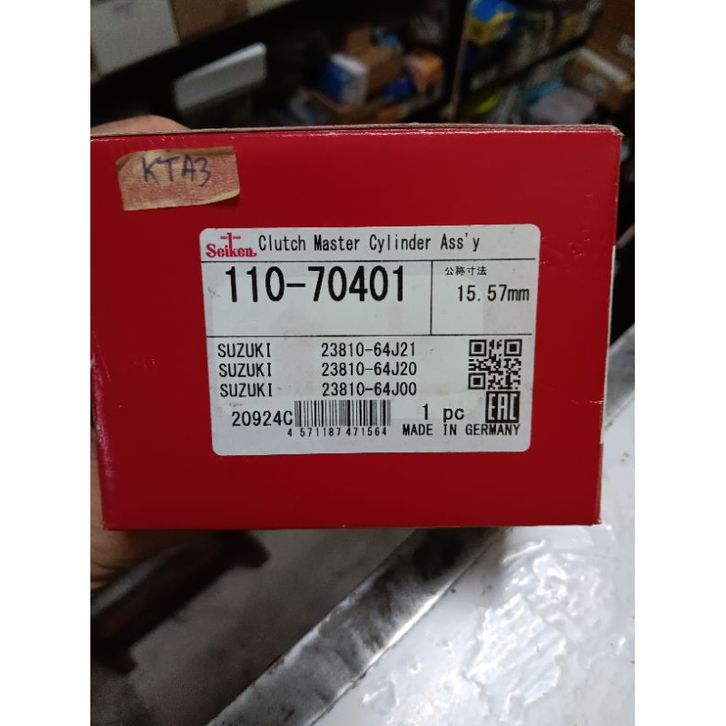 KTA3
Seiken Clutch Master Cylinder Ass'y
110-70401
公称寸法
15.57mm
SUZUKI 23810-64J21
SUZUKI 23810-64J20
SUZUKI 23810-64J00
20924C
4 571187 471564
1 pc
EAC
MADE IN GERMANY